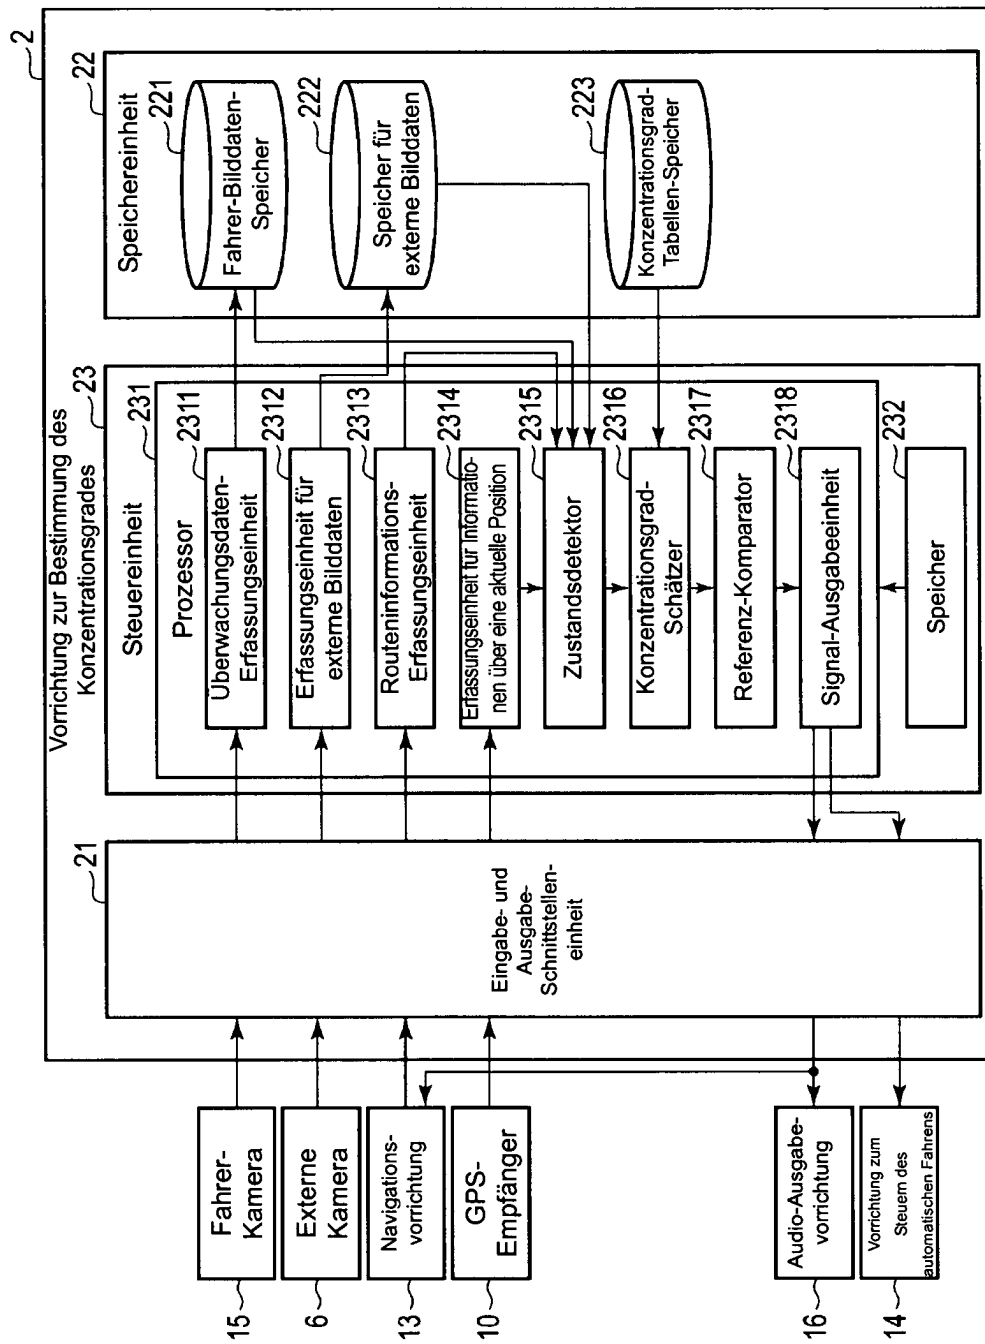 2
Vorrichtung zur Bestimmung des
Konzentrationsgrades
15
Fahrer-
Kamera
6
Externe
Kamera
13
Navigations-
vorrichtung
10
GPS-
Empfänger
16
Audio-Ausgabe-
vorrichtung
14
Vorrichtung zum
Steuern des
automatischen Fahrens
21
Eingabe- und
Ausgabe-
Schnittstellen-
einheit
23
Steuereinheit
231
Prozessor
2311
Überwachungsdaten-
Erfassungseinheit
2312
Erfassungseinheit für
externe Bilddaten
2313
Routeninformations-
Erfassungseinheit
2314
Erfassungseinheit für Informatio-
nen über eine aktuelle Position
2315
Zustandsdetektor
2316
Konzentrationsgrad-
Schätzer
2317
Referenz-Komparator
2318
Signal-Ausgabeeinheit
232
Speicher
22
Speichereinheit
221
Fahrer-Bilddaten-
Speicher
222
Speicher für
externe Bilddaten
223
Konzentrationsgrad-
Tabellen-Speicher